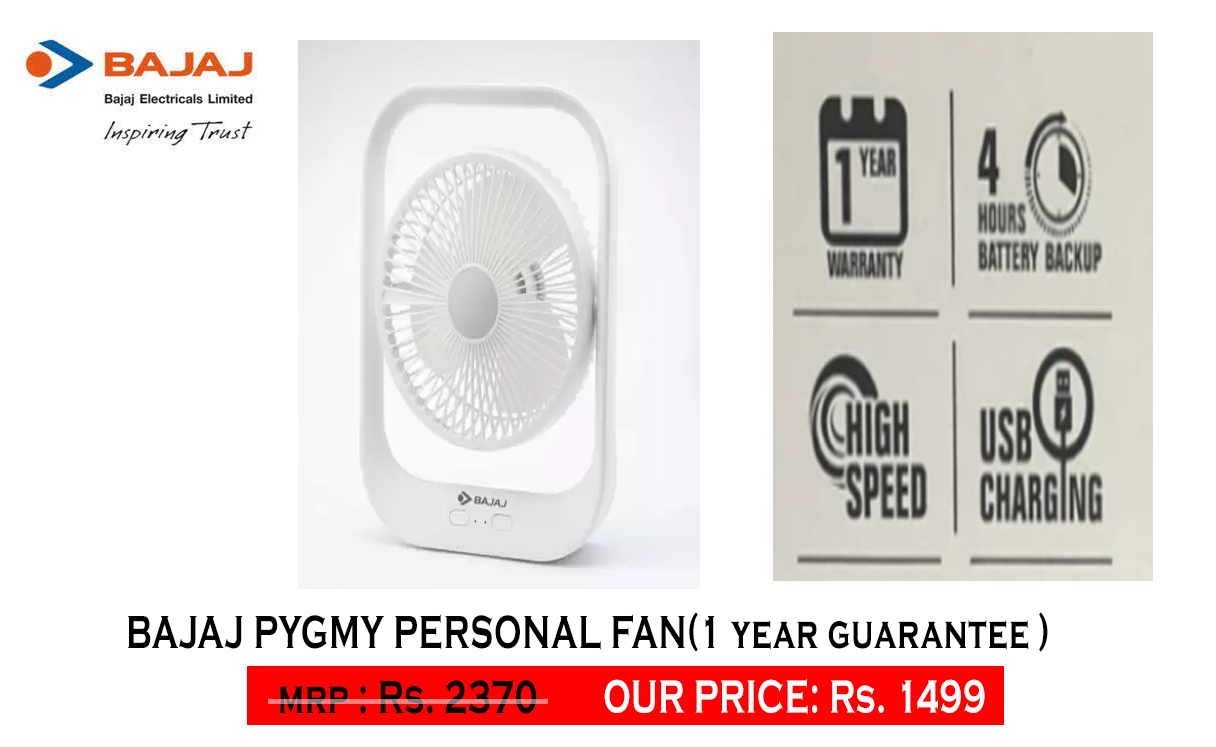 BAJAJ
Bajaj Electricals Limited
Inspiring Trust
BAJAJ
1 YEAR
WARRANTY
4
HOURS
BATTERY BACKUP
HIGH
SPEED
USB
CHARGING
BAJAJ PYGMY PERSONAL FAN(1 YEAR GUARANTEE )
MRP : Rs. 2370 OUR PRICE: Rs. 1499